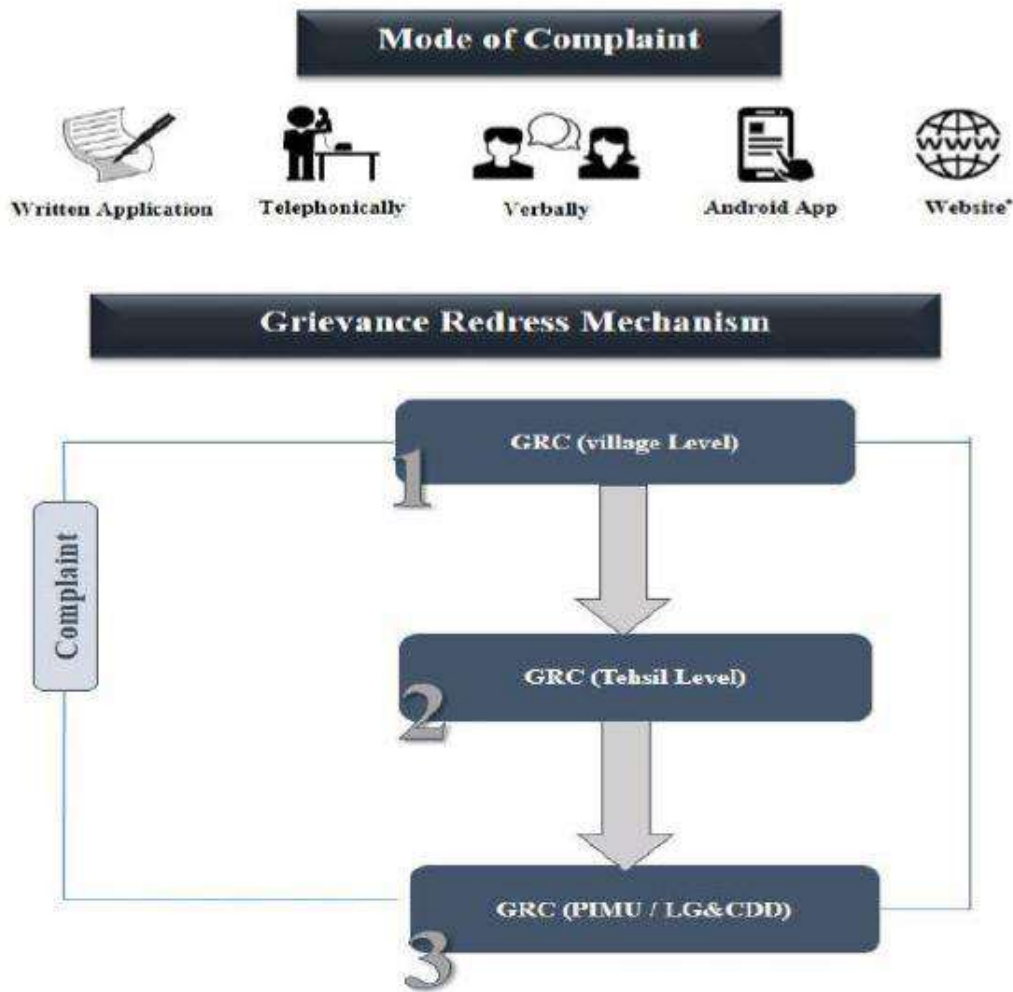 Mode of Complaint
WWW
Written Application
Telephonically
Verbally
Android App
Website*
Grievance Redress Mechanism
GRC (village Level)
1
Complaint
GRC (Tehsil Level)
2
GRC (PIMU / LG&CDD)
3